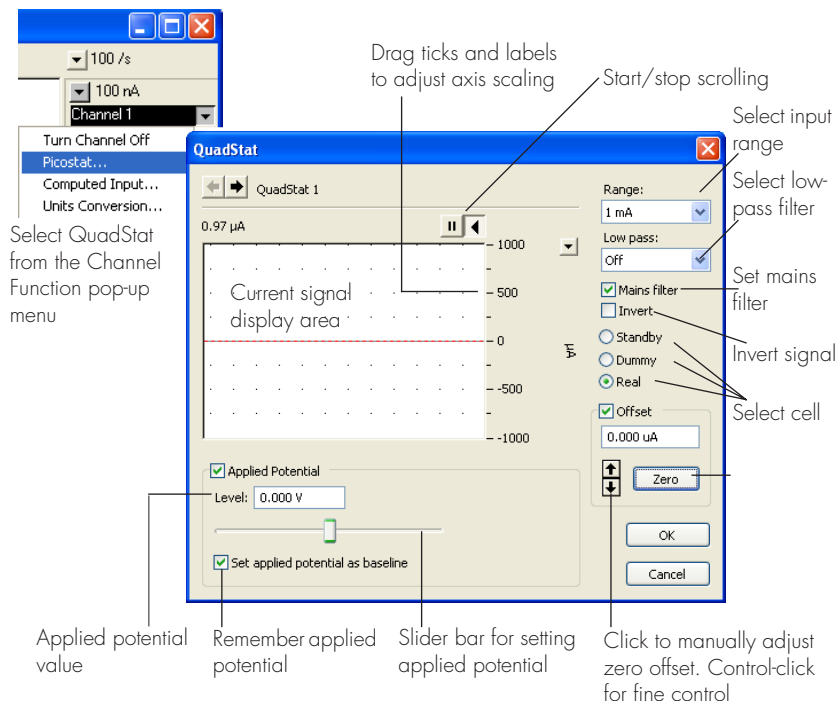 100 /s
100 nA
Channel 1
Turn Channel Off
Picostat...
Computed Input...
Units Conversion...
Select QuadStat
from the Channel
Function pop-up
menu
Drag ticks and labels
to adjust axis scaling
Start/stop scrolling
Select input
range
Select low-
pass filter
Set mains
filter
Invert signal
Select cell
QuadStat
QuadStat 1
0.97 µA
Current signal
display area
1000
500
0
-500
-1000
µA
Range:
1 mA
Low pass:
Off
Mains filter
Invert
Standby
Dummy
Real
Offset
0.000 uA
Zero
OK
Cancel
Applied Potential
Level: 0.000 V
Set applied potential as baseline
Applied potential
value
Remember applied
potential
Slider bar for setting
applied potential
Click to manually adjust
zero offset. Control-click
for fine control